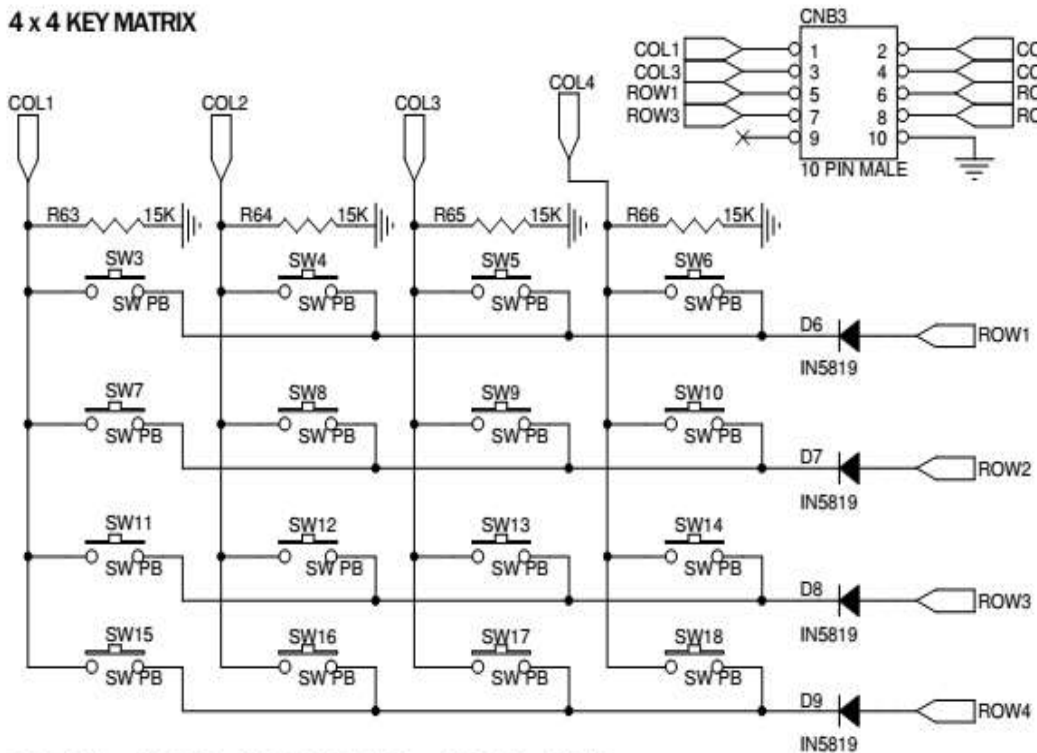 4 x 4 KEY MATRIX
CNB3
COL1 1 2
COL3 3 4
ROW1 5 6
ROW3 7 8
9 10
10 PIN MALE
COL1 COL2 COL3 COL4
R63 15K R64 15K R65 15K R66 15K
SW3 SW4 SW5 SW6
SW PB SW PB SW PB SW PB
D6 ROW1
IN5819
SW7 SW8 SW9 SW10
SW PB SW PB SW PB SW PB
D7 ROW2
IN5819
SW11 SW12 SW13 SW14
SW PB SW PB SW PB SW PB
D8 ROW3
IN5819
SW15 SW16 SW17 SW18
SW PB SW PB SW PB SW PB
D9 ROW4
IN5819